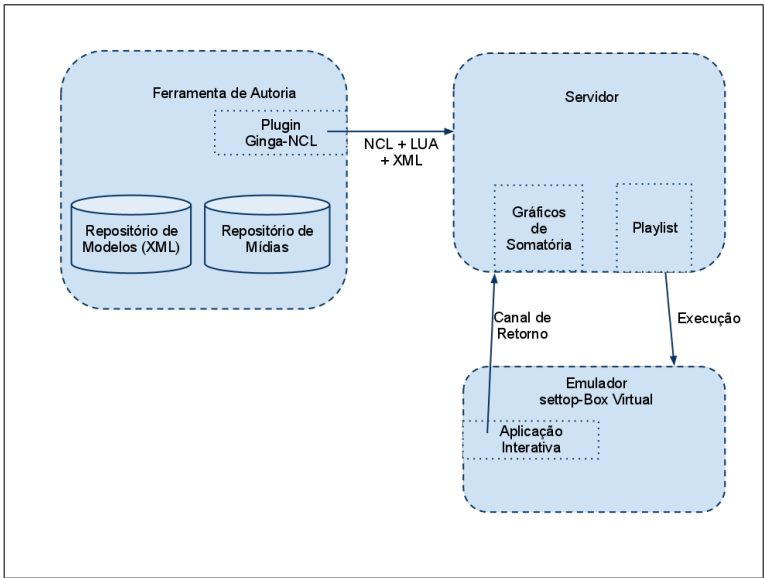 Ferramenta de Autoria
Plugin
Ginga-NCL
NCL + LUA
+ XML
Repositório de
Modelos (XML)
Repositório de
Mídias
Servidor
Gráficos
de
Somatória
Playlist
Canal de
Retorno
Execução
Emulador
settop-Box Virtual
Aplicação
Interativa